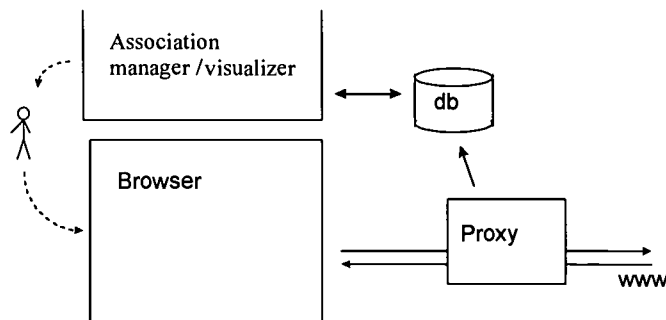 Association
manager /visualizer
db
Browser
Proxy
www